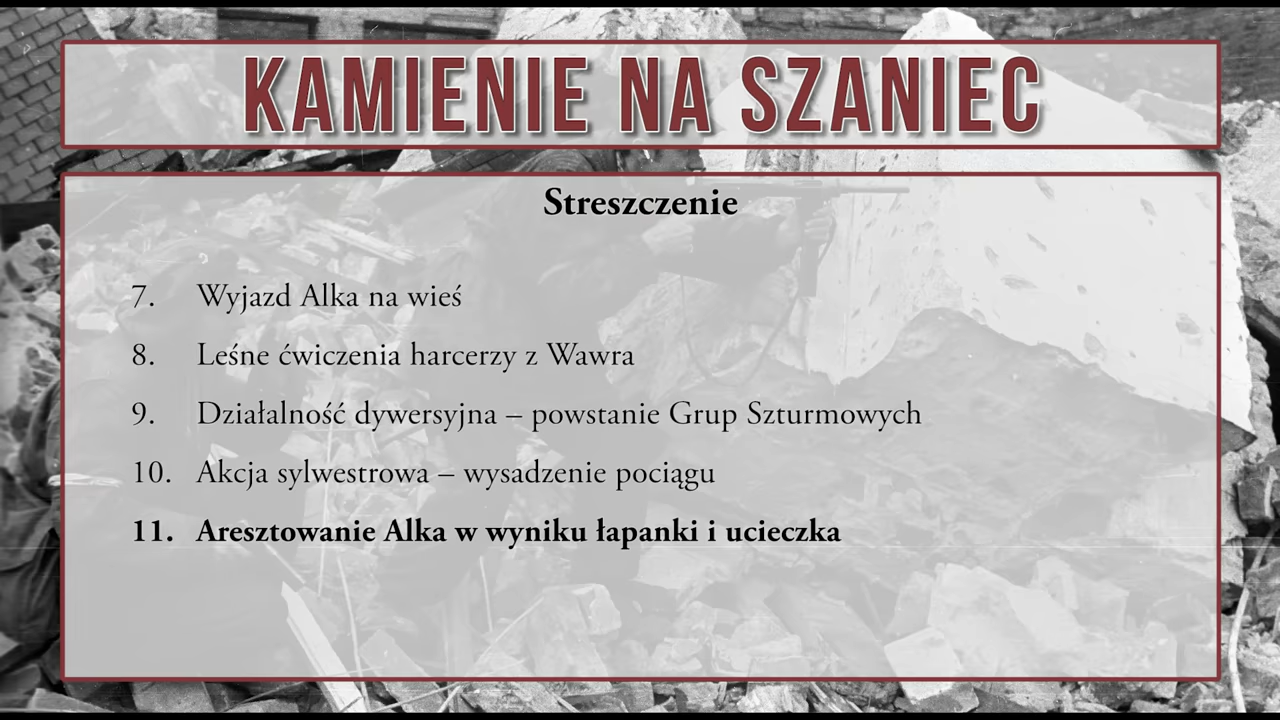 KAMIENIE NA SZANIEC
Streszczenie
7. Wyjazd Alka na wieś
8. Leśne ćwiczenia harcerzy z Wawra
9. Działalność dywersyjna – powstanie Grup Szturmowych
10. Akcja sylwestrowa – wysadzenie pociągu
11. Aresztowanie Alka w wyniku łapanki i ucieczka